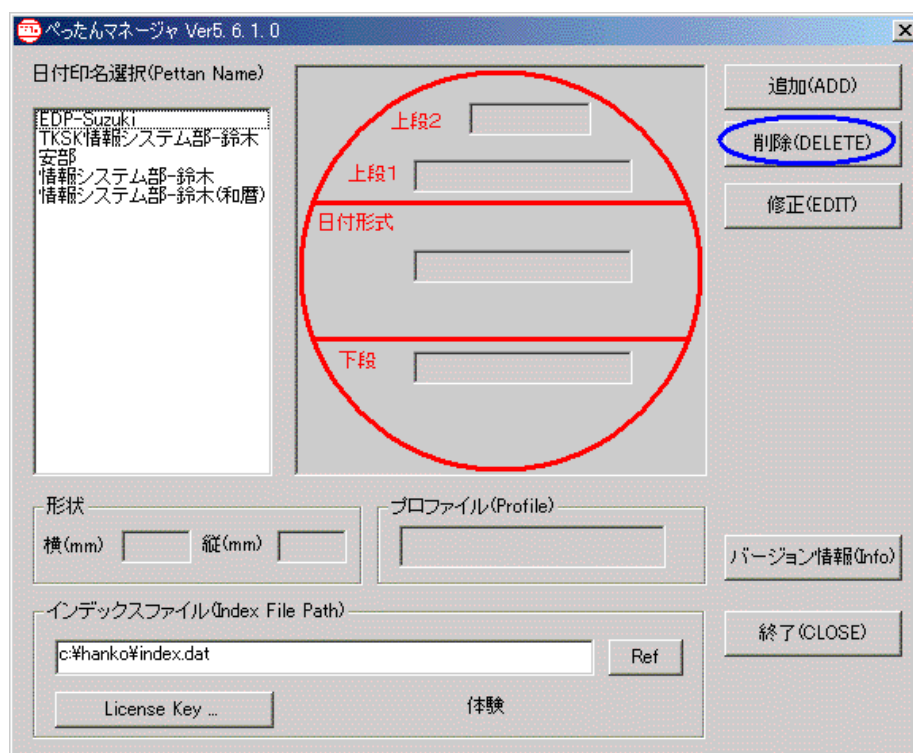 ぺったんマネージャ Ver5. 6. 1. 0
日付印名選択(Pettan Name)
EDP-Suzuki
TKSK情報システム部-鈴木
安部
情報システム部-鈴木
情報システム部-鈴木(和暦)
上段2
上段1
日付形式
下段
追加(ADD)
削除(DELETE)
修正(EDIT)
形状
横(mm)
縦(mm)
プロファイル(Profile)
バージョン情報(Info)
インデックスファイル(Index File Path)
c:¥hanko¥index.dat
Ref
終了(CLOSE)
License Key ...
体験